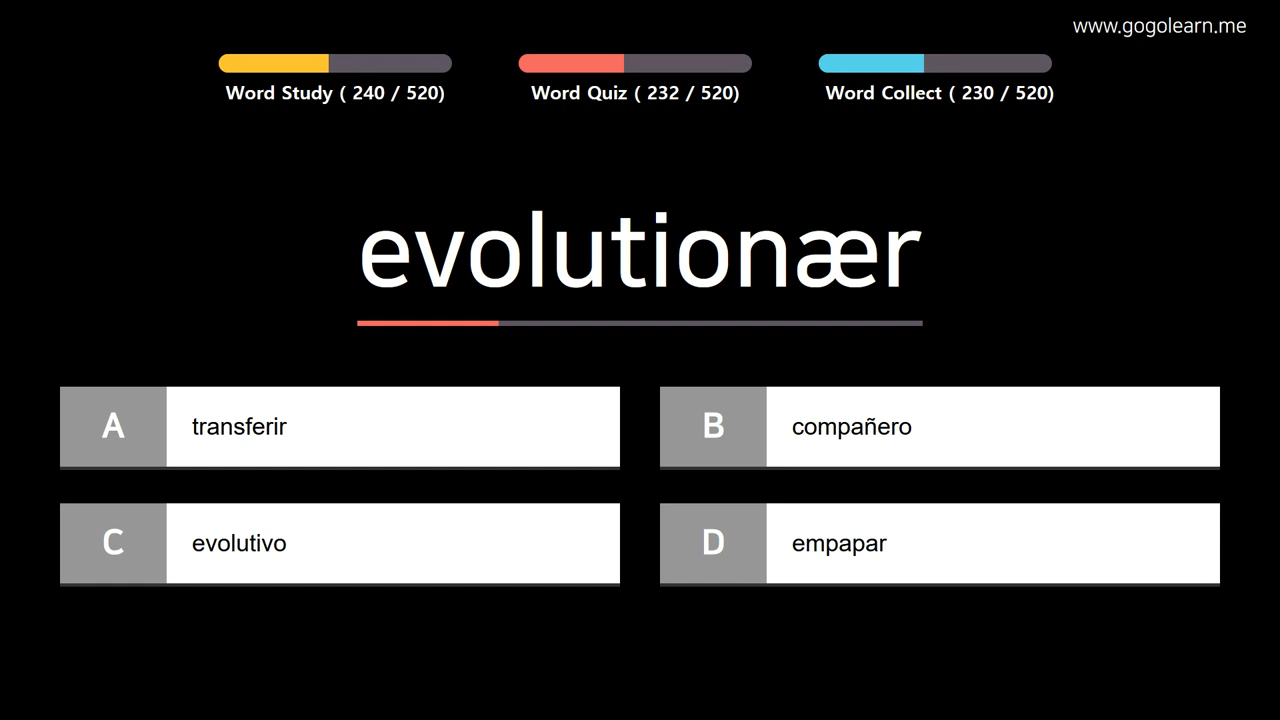 www.gogolearn.me
Word Study ( 240 / 520)
Word Quiz ( 232 / 520)
Word Collect ( 230 / 520)
evolutionær
A transferir
B compañero
C evolutivo
D empapar